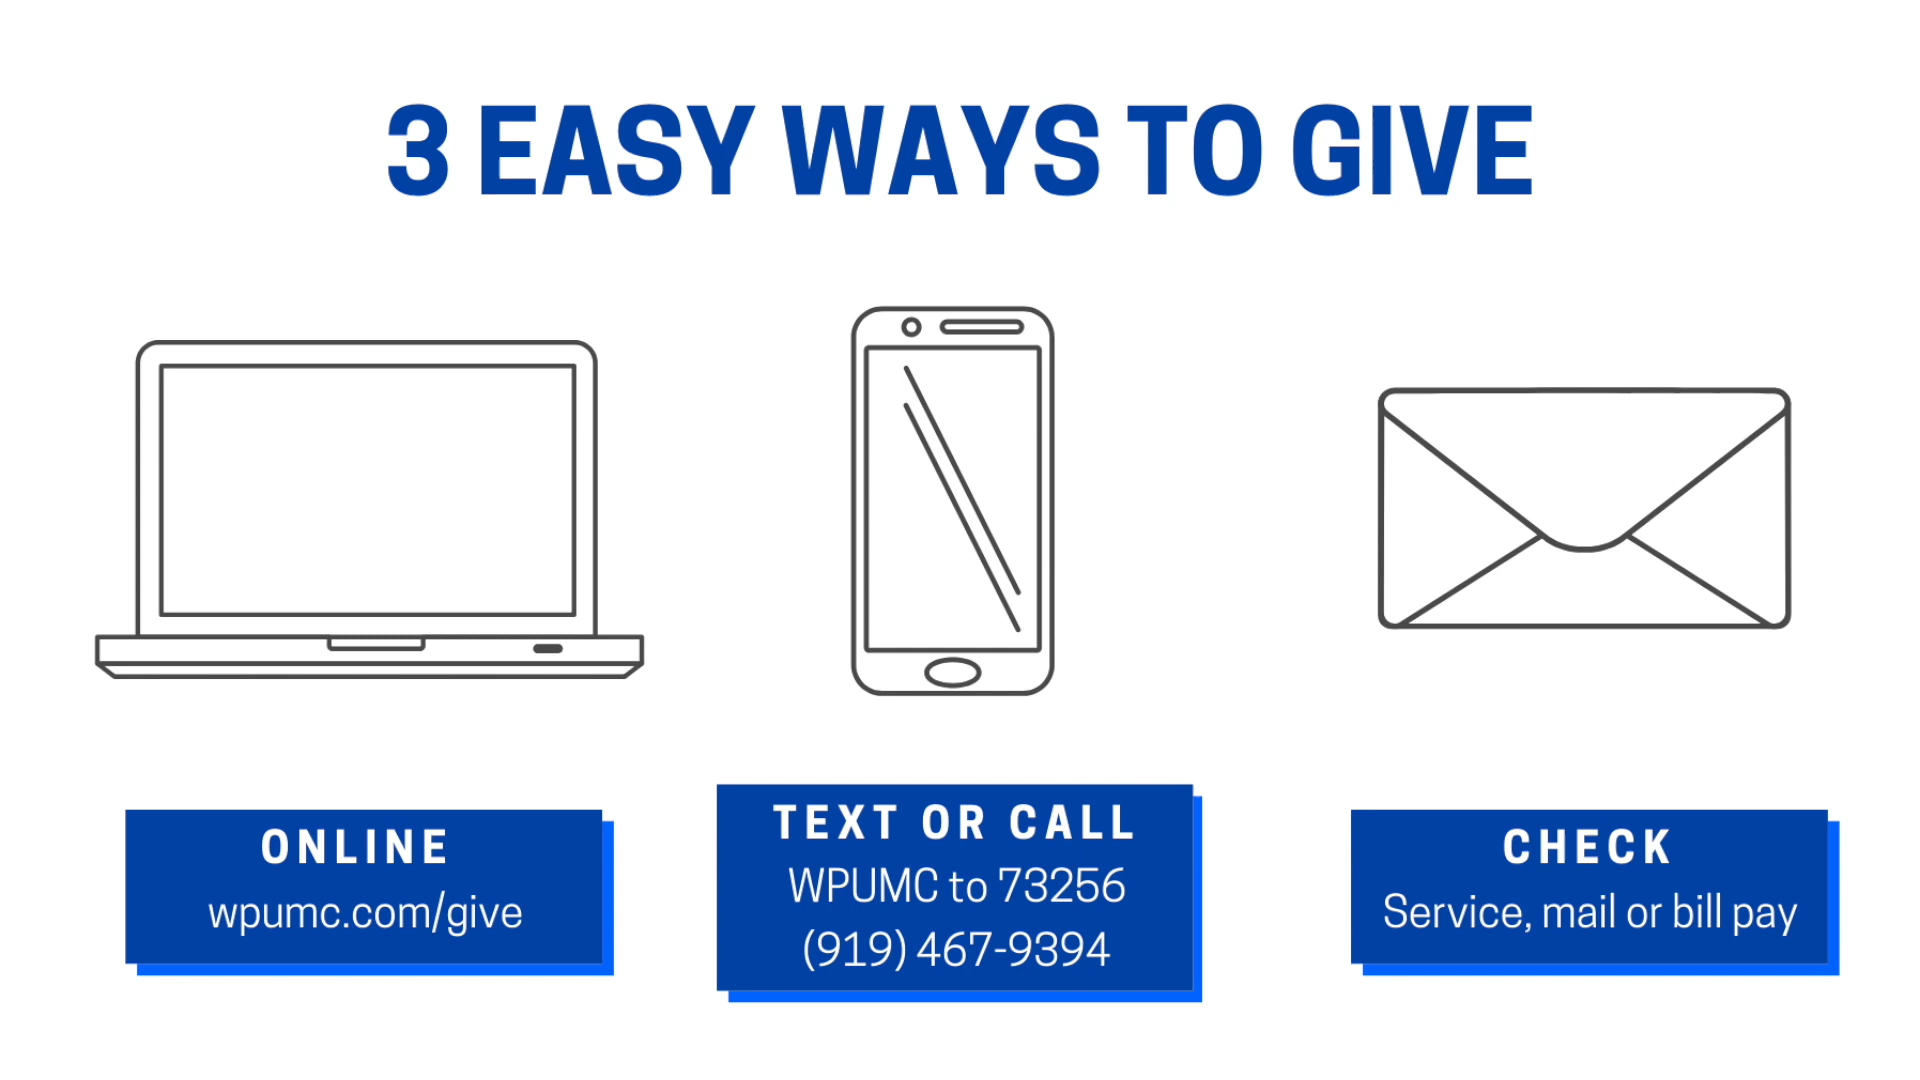 3 EASY WAYS TO GIVE
ONLINE
wpumc.com/give
TEXT OR CALL
WPUMC to 73256
(919) 467-9394
CHECK
Service, mail or bill pay